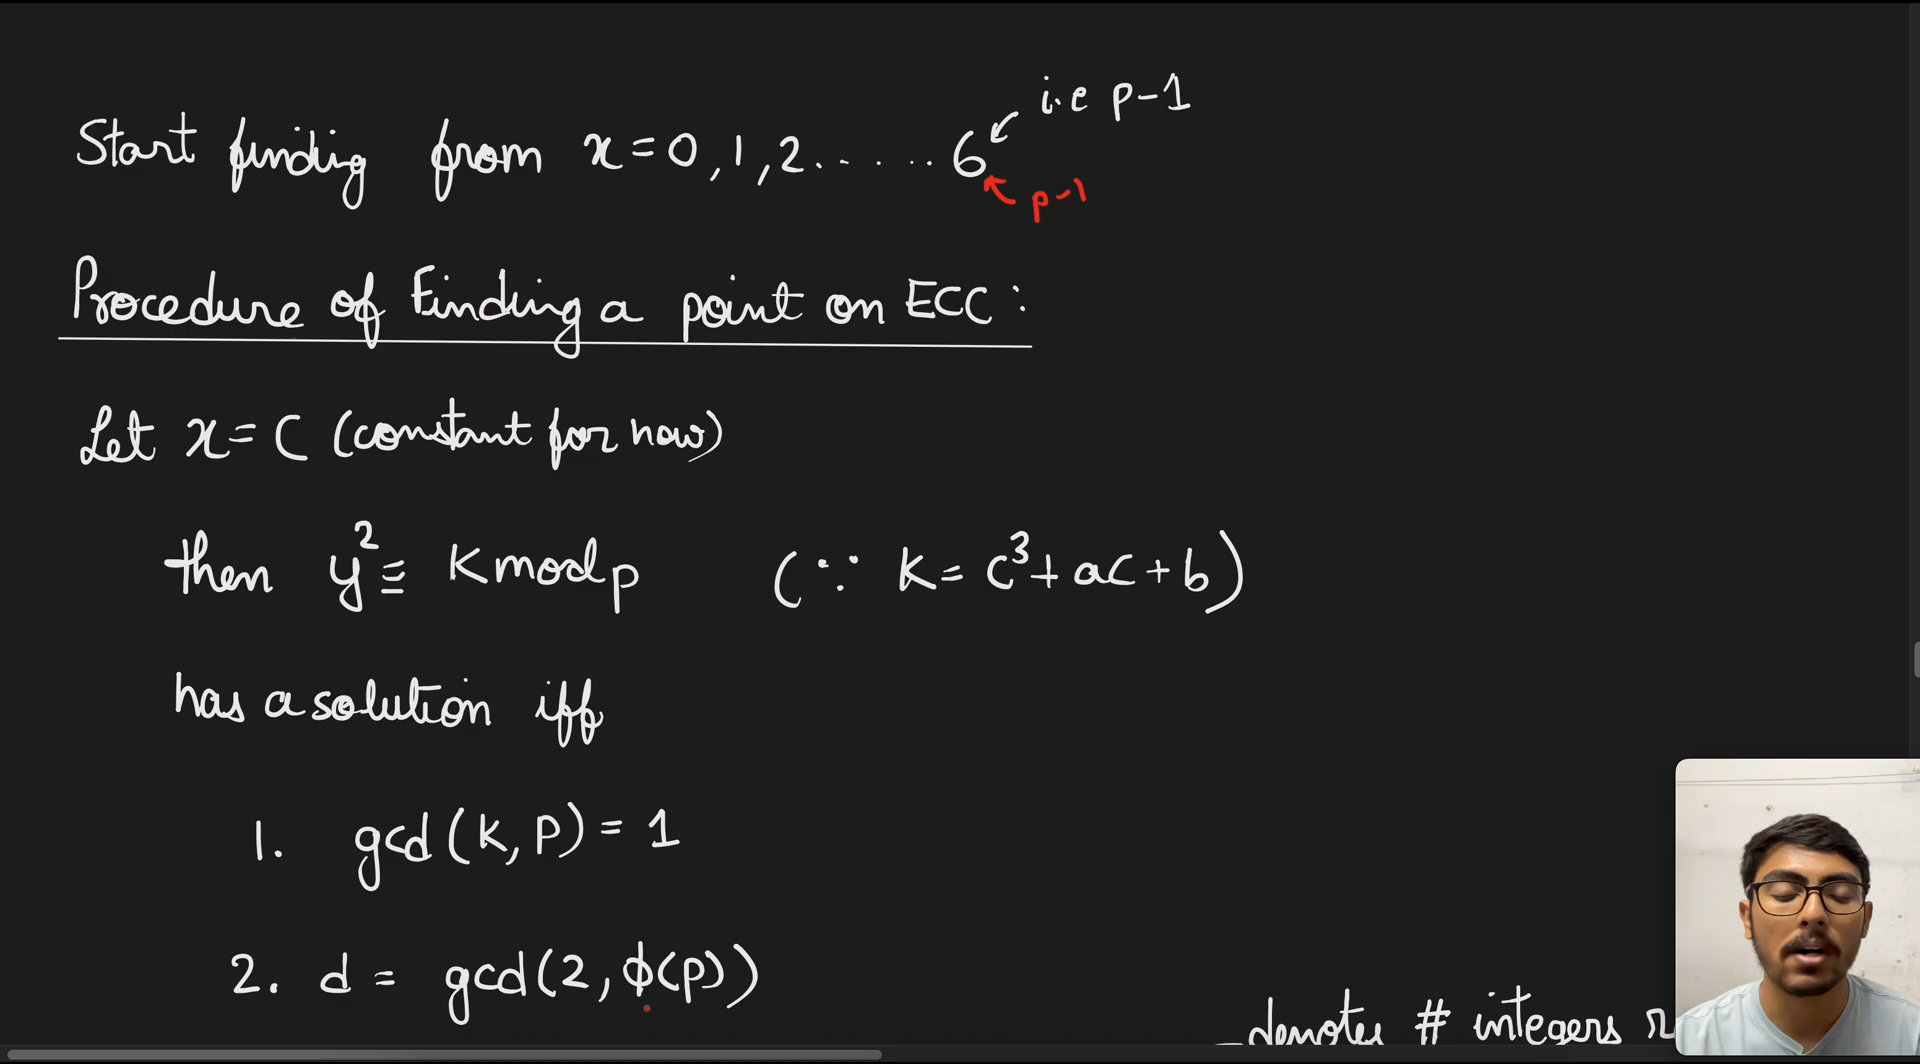 i.e p-1
Start finding from x = 0, 1, 2. . . . . . 6
p-1
Procedure of Finding a point on ECC :
Let x = C (constant for now)
then y² ≡ K mod p (∵ K = C³ + aC + b)
has a solution iff
1. gcd (K, P) = 1
2. d = gcd(2, ϕ(p))
denotes # integers